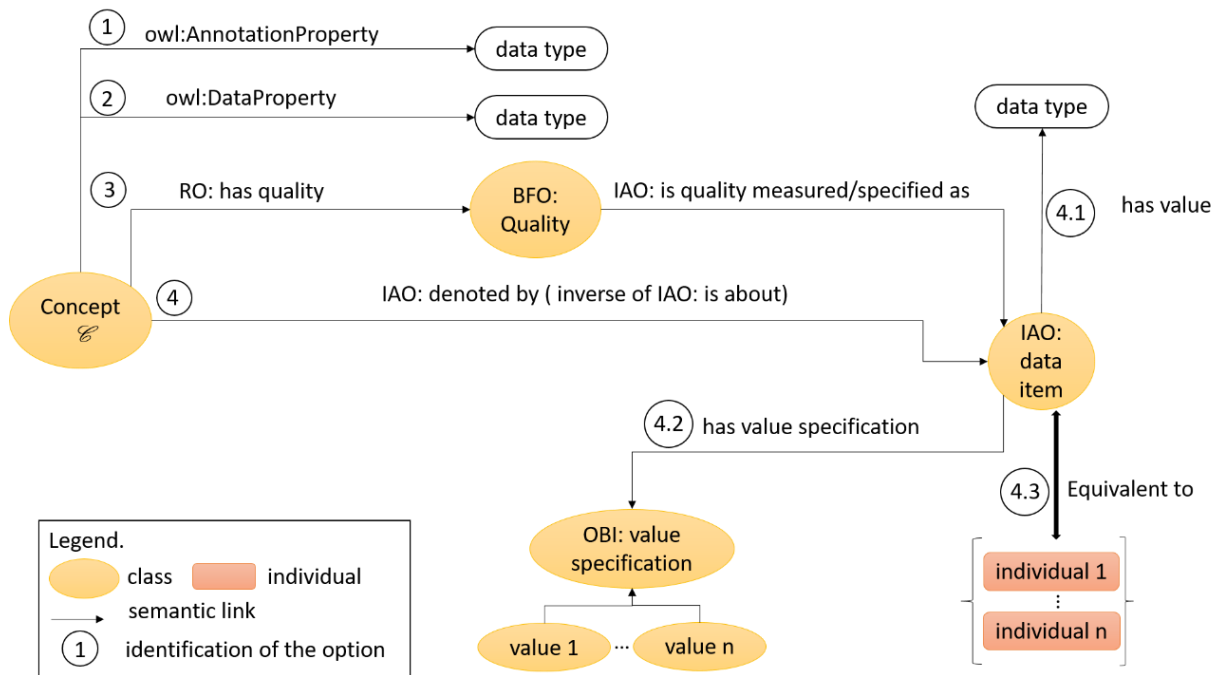 1
owl:AnnotationProperty
data type
2
owl:DataProperty
data type
data type
3
RO: has quality
BFO:
Quality
IAO: is quality measured/specified as
4.1
has value
Concept
𝒞
4
IAO: denoted by ( inverse of IAO: is about)
IAO:
data
item
4.2
has value specification
4.3
Equivalent to
OBI: value
specification
value 1
...
value n
individual 1
⋮
individual n
Legend.
class
individual
semantic link
1
identification of the option